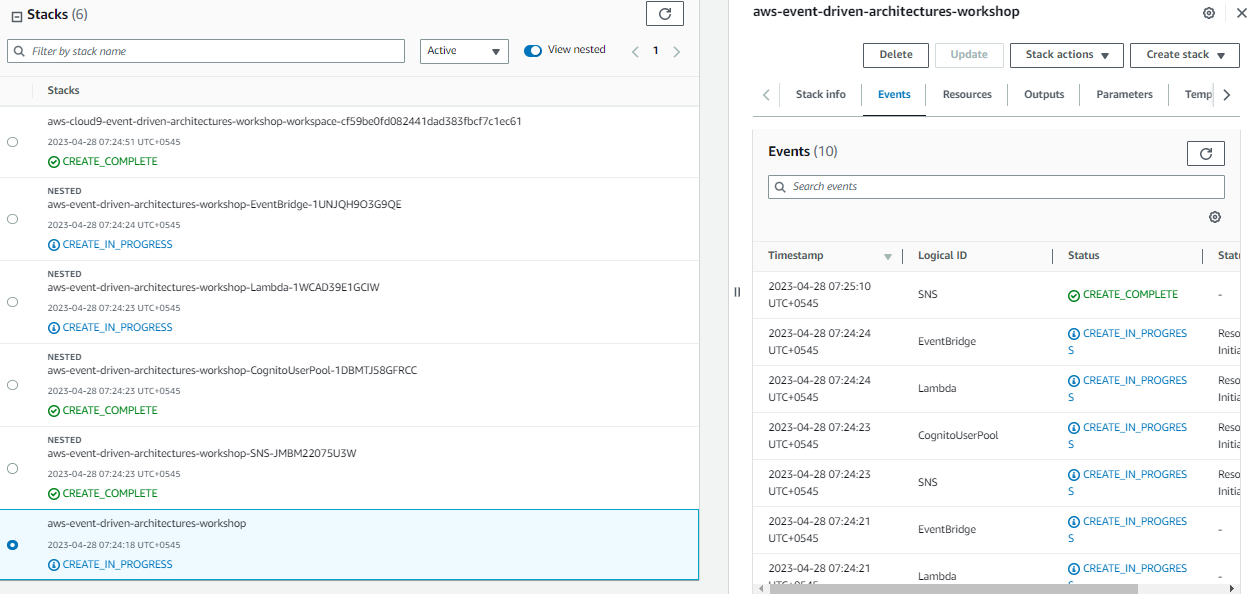 Stacks (6)
Filter by stack name
Active
View nested
1
Stacks
aws-cloud9-event-driven-architectures-workshop-workspace-cf59be0fd082441dad383fbcf7c1ec61
2023-04-28 07:24:51 UTC+0545
CREATE_COMPLETE
NESTED
aws-event-driven-architectures-workshop-EventBridge-1UNJQH9O3G9QE
2023-04-28 07:24:24 UTC+0545
CREATE_IN_PROGRESS
NESTED
aws-event-driven-architectures-workshop-Lambda-1WCAD39E1GCIW
2023-04-28 07:24:23 UTC+0545
CREATE_IN_PROGRESS
NESTED
aws-event-driven-architectures-workshop-CognitoUserPool-1DBMTJ58GFRCC
2023-04-28 07:24:23 UTC+0545
CREATE_COMPLETE
NESTED
aws-event-driven-architectures-workshop-SNS-JMBM22075U3W
2023-04-28 07:24:23 UTC+0545
CREATE_COMPLETE
aws-event-driven-architectures-workshop
2023-04-28 07:24:18 UTC+0545
CREATE_IN_PROGRESS
aws-event-driven-architectures-workshop
Delete Update Stack actions Create stack
Stack info Events Resources Outputs Parameters Temp
Events (10)
Search events
Timestamp Logical ID Status Statu
2023-04-28 07:25:10
UTC+0545
SNS
CREATE_COMPLETE
-
2023-04-28 07:24:24
UTC+0545
EventBridge
CREATE_IN_PROGRES
S
Reso
Initia
2023-04-28 07:24:24
UTC+0545
Lambda
CREATE_IN_PROGRES
S
Reso
Initia
2023-04-28 07:24:23
UTC+0545
CognitoUserPool
CREATE_IN_PROGRES
S
Reso
Initia
2023-04-28 07:24:23
UTC+0545
SNS
CREATE_IN_PROGRES
S
Reso
Initia
2023-04-28 07:24:21
UTC+0545
EventBridge
CREATE_IN_PROGRES
S
-
2023-04-28 07:24:21
UTC+0545
Lambda
CREATE_IN_PROGRES
S
-